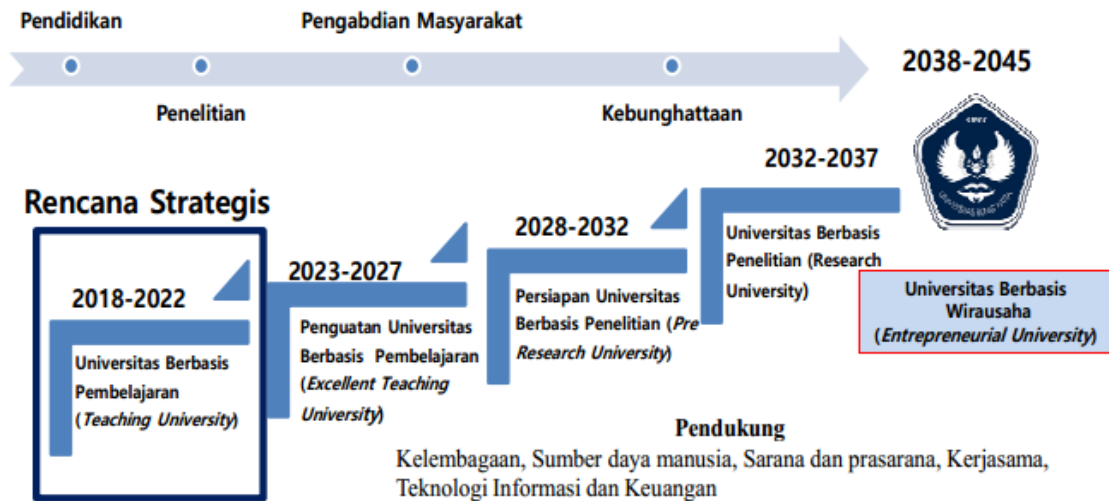 Pendidikan
Pengabdian Masyarakat
Penelitian
Kebunghattaan
2038-2045
Rencana Strategis
2018-2022
Universitas Berbasis
Pembelajaran
(Teaching University)
2023-2027
Penguatan Universitas
Berbasis Pembelajaran
(Excellent Teaching
University)
2028-2032
Persiapan Universitas
Berbasis Penelitian (Pre
Research University)
2032-2037
Universitas Berbasis
Penelitian (Research
University)
UNIVERSITAS BUNG HATTA
Universitas Berbasis
Wirausaha
(Entrepreneurial University)
Pendukung
Kelembagaan, Sumber daya manusia, Sarana dan prasarana, Kerjasama,
Teknologi Informasi dan Keuangan